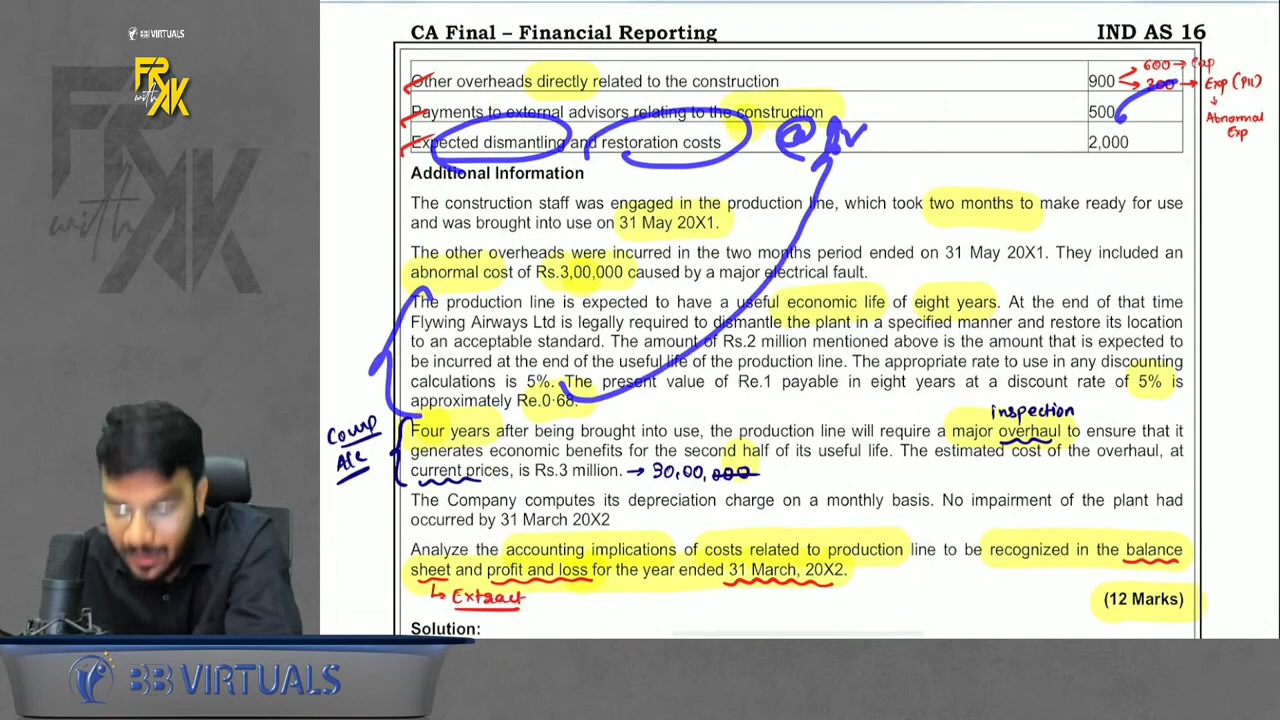 BB VIRTUALS
FR
with
AK
CA Final – Financial Reporting IND AS 16
Other overheads directly related to the construction 900
600 → Cap
300 → Exp (P/L)
Abnormal
Exp
Payments to external advisors relating to the construction 500
Expected dismantling and restoration costs 2,000
@ PV
Additional Information
The construction staff was engaged in the production line, which took two months to make ready for use
and was brought into use on 31 May 20X1.
The other overheads were incurred in the two months period ended on 31 May 20X1. They included an
abnormal cost of Rs.3,00,000 caused by a major electrical fault.
The production line is expected to have a useful economic life of eight years. At the end of that time
Flywing Airways Ltd is legally required to dismantle the plant in a specified manner and restore its location
to an acceptable standard. The amount of Rs.2 million mentioned above is the amount that is expected to
be incurred at the end of the useful life of the production line. The appropriate rate to use in any discounting
calculations is 5%. The present value of Re.1 payable in eight years at a discount rate of 5% is
approximately Re.0·68.
inspection
Comp
Ale
Four years after being brought into use, the production line will require a major overhaul to ensure that it
generates economic benefits for the second half of its useful life. The estimated cost of the overhaul, at
current prices, is Rs.3 million. → 30,00,000
The Company computes its depreciation charge on a monthly basis. No impairment of the plant had
occurred by 31 March 20X2
Analyze the accounting implications of costs related to production line to be recognized in the balance
sheet and profit and loss for the year ended 31 March, 20X2.
↳ Extract
(12 Marks)
Solution:
BB VIRTUALS